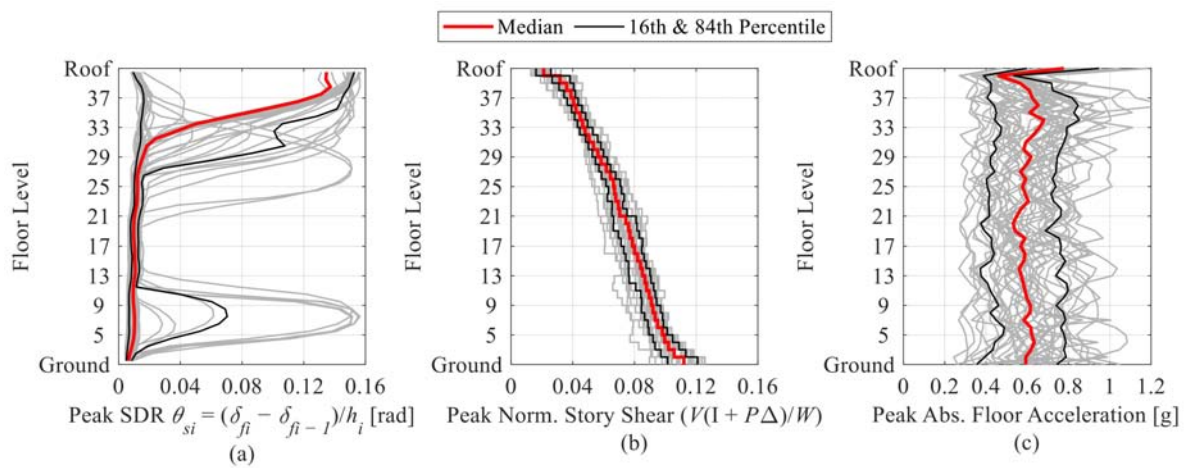 Median 16th & 84th Percentile
Roof
37
33
29
25
21
17
13
9
5
Ground
Floor Level
0 0.04 0.08 0.12 0.16
Peak SDR θsi = (δfi − δfi − 1)/hi [rad]
(a)
Roof
37
33
29
25
21
17
13
9
5
Ground
Floor Level
0 0.04 0.08 0.12 0.16
Peak Norm. Story Shear (V(I + PΔ)/W)
(b)
Roof
37
33
29
25
21
17
13
9
5
Ground
Floor Level
0 0.2 0.4 0.6 0.8 1 1.2
Peak Abs. Floor Acceleration [g]
(c)